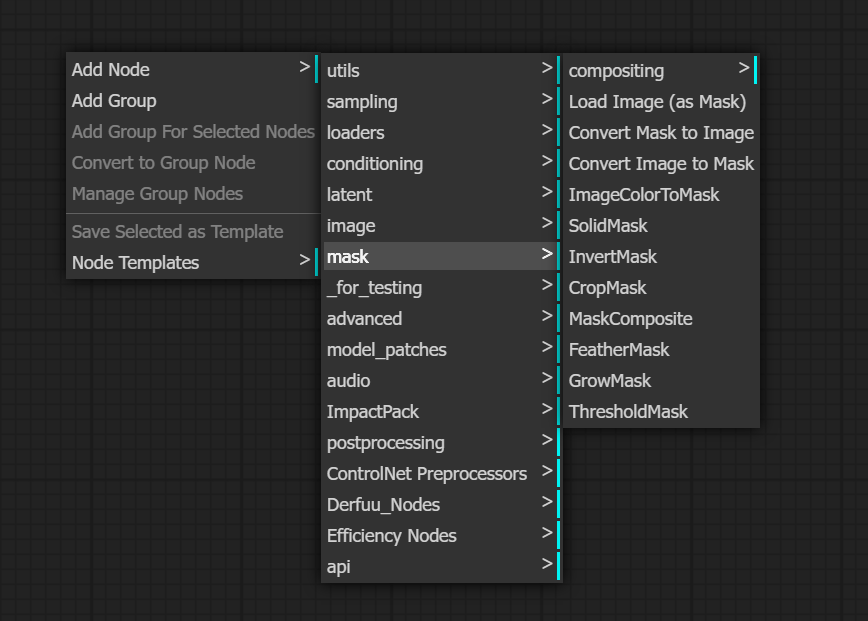 Add Node >
Add Group
Add Group For Selected Nodes
Convert to Group Node
Manage Group Nodes
Save Selected as Template
Node Templates >
utils >
sampling >
loaders >
conditioning >
latent >
image >
mask >
_for_testing >
advanced >
model_patches >
audio >
ImpactPack >
postprocessing >
ControlNet Preprocessors >
Derfuu_Nodes >
Efficiency Nodes >
api >
compositing >
Load Image (as Mask)
Convert Mask to Image
Convert Image to Mask
ImageColorToMask
SolidMask
InvertMask
CropMask
MaskComposite
FeatherMask
GrowMask
ThresholdMask